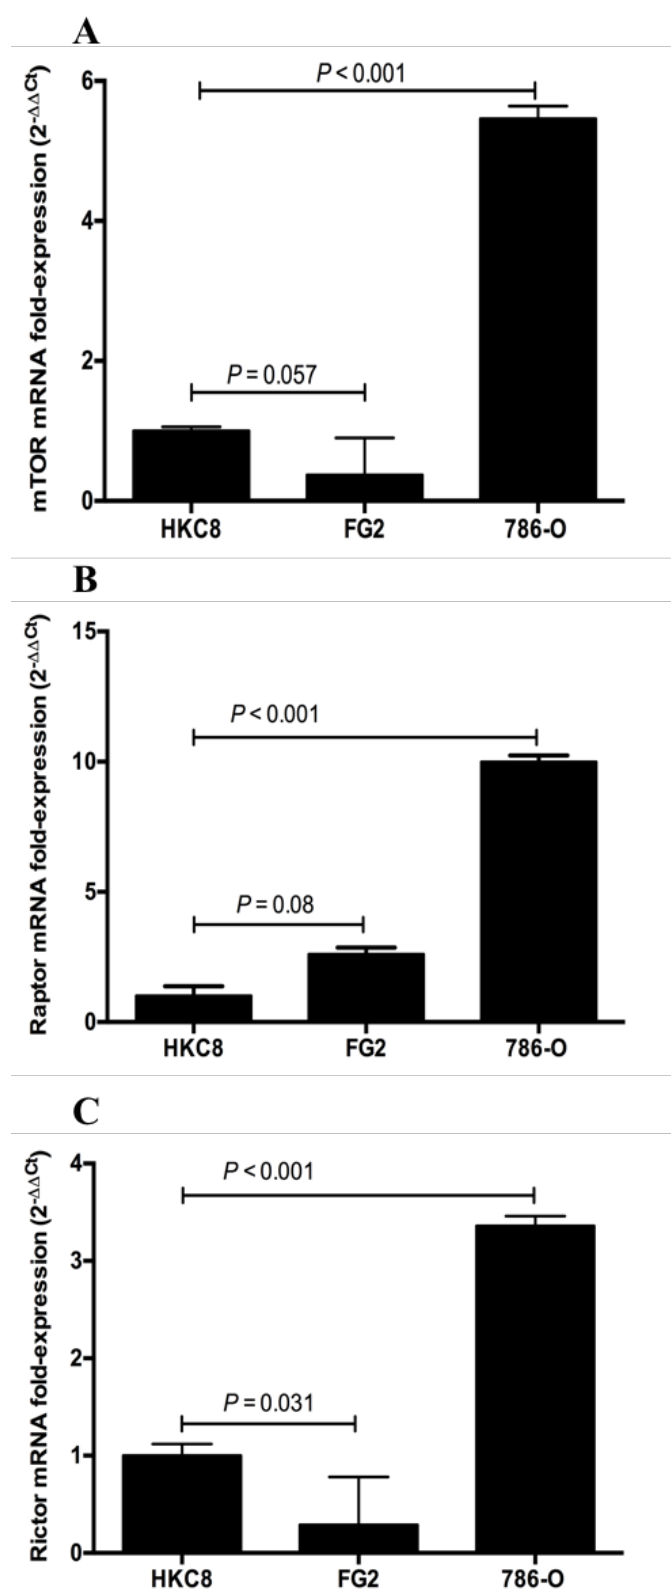 A
mTOR mRNA fold-expression (2-ΔΔCt)
6
4
2
0
P < 0.001
P = 0.057
HKC8 FG2 786-O
B
Raptor mRNA fold-expression (2-ΔΔCt)
15
10
5
0
P < 0.001
P = 0.08
HKC8 FG2 786-O
C
Rictor mRNA fold-expression (2-ΔΔCt)
4
3
2
1
0
P < 0.001
P = 0.031
HKC8 FG2 786-O